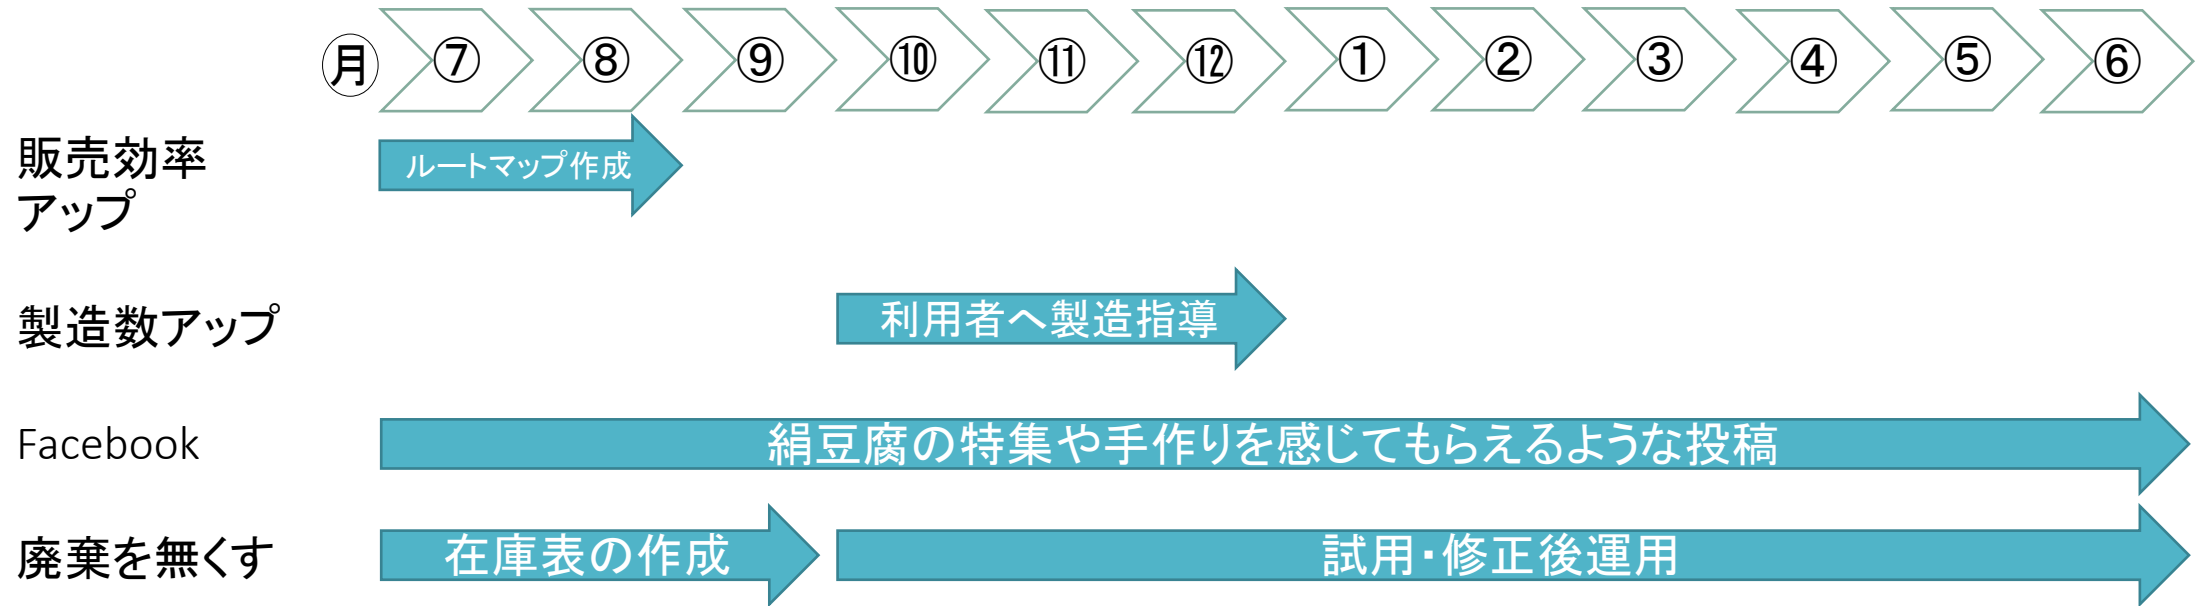 月 ⑦ ⑧ ⑨ ⑩ ⑪ ⑫ ① ② ③ ④ ⑤ ⑥
販売効率
アップ
ルートマップ作成
製造数アップ
利用者へ製造指導
Facebook
絹豆腐の特集や手作りを感じてもらえるような投稿
廃棄を無くす
在庫表の作成
試用・修正後運用